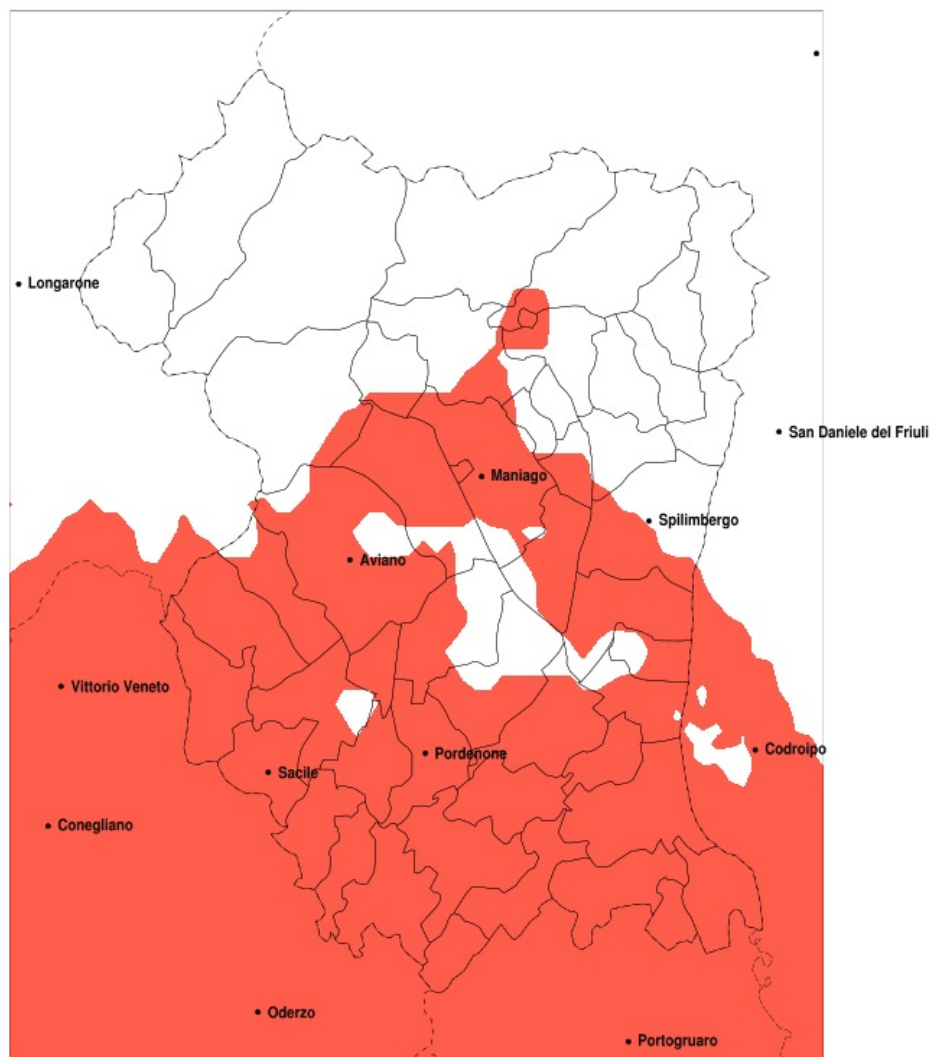 Longarone
San Daniele del Friuli
Maniago
Spilimbergo
Aviano
Vittorio Veneto
Codroipo
Pordenone
Sacile
Conegliano
Oderzo
Portogruaro